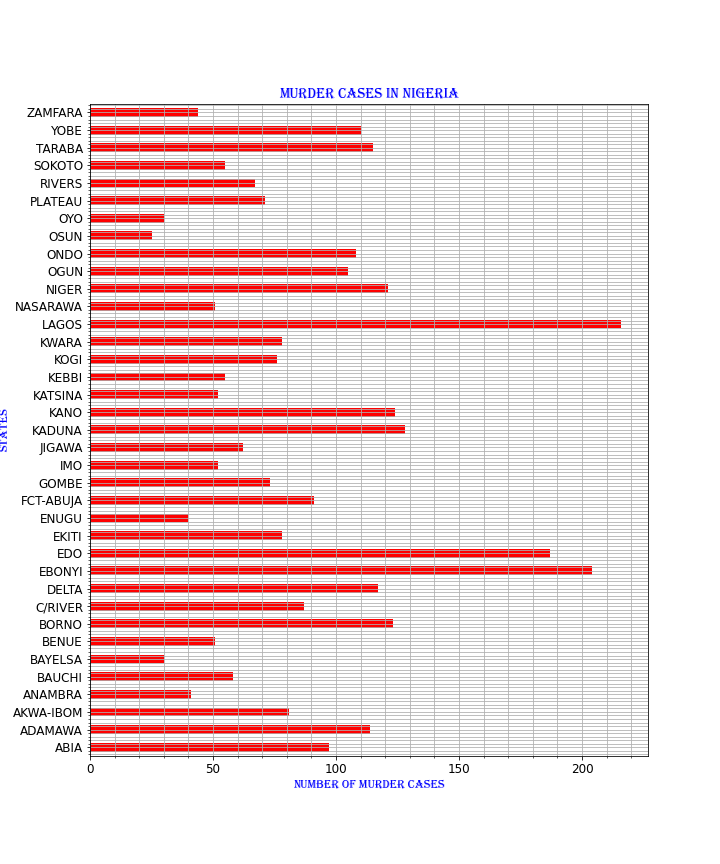 MURDER CASES IN NIGERIA
ZAMFARA
YOBE
TARABA
SOKOTO
RIVERS
PLATEAU
OYO
OSUN
ONDO
OGUN
NIGER
NASARAWA
LAGOS
KWARA
KOGI
KEBBI
KATSINA
KANO
KADUNA
JIGAWA
IMO
GOMBE
FCT-ABUJA
ENUGU
EKITI
EDO
EBONYI
DELTA
C/RIVER
BORNO
BENUE
BAYELSA
BAUCHI
ANAMBRA
AKWA-IBOM
ADAMAWA
ABIA
STATES
0 50 100 150 200
NUMBER OF MURDER CASES